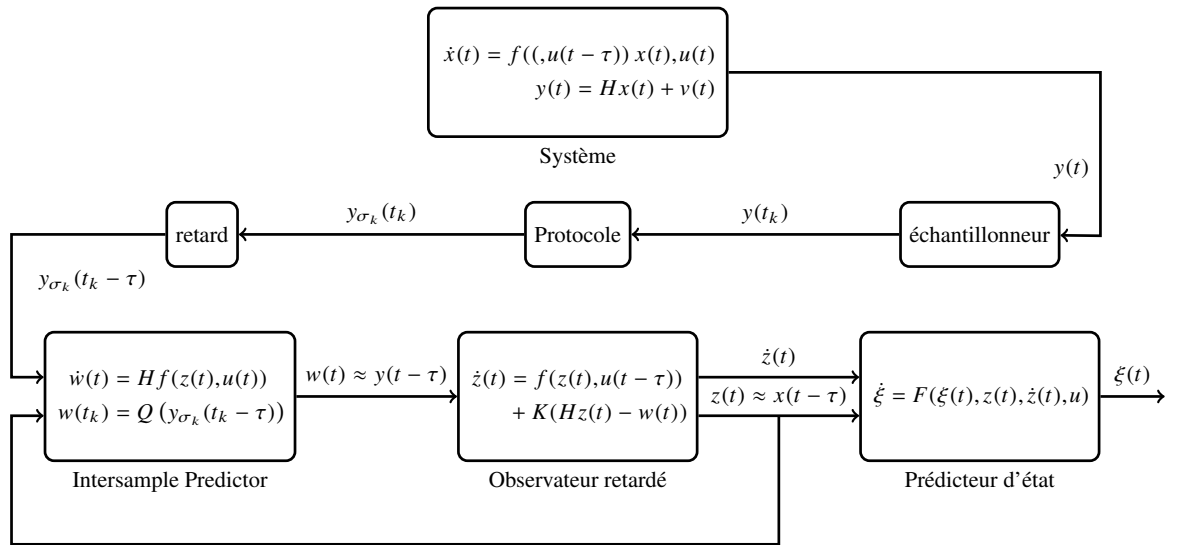 ẋ(t) = f((,u(t − τ)) x(t),u(t)
y(t) = Hx(t) + v(t)
Système
y(t)
retard
y_{σ_k}(t_k)
Protocole
y(t_k)
échantillonneur
y_{σ_k}(t_k − τ)
ẇ(t) = Hf(z(t),u(t))
w(t_k) = Q (y_{σ_k}(t_k − τ))
Intersample Predictor
w(t) ≈ y(t − τ)
ż(t) = f(z(t),u(t − τ))
+ K(Hz(t) − w(t))
Observateur retardé
ż(t)
z(t) ≈ x(t − τ)
ξ̇ = F(ξ(t),z(t),ż(t),u)
Prédicteur d'état
ξ(t)